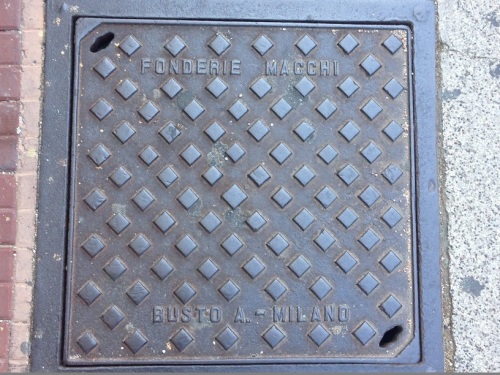 FONDERIE MACCHI
BUSTO A.-MILANO